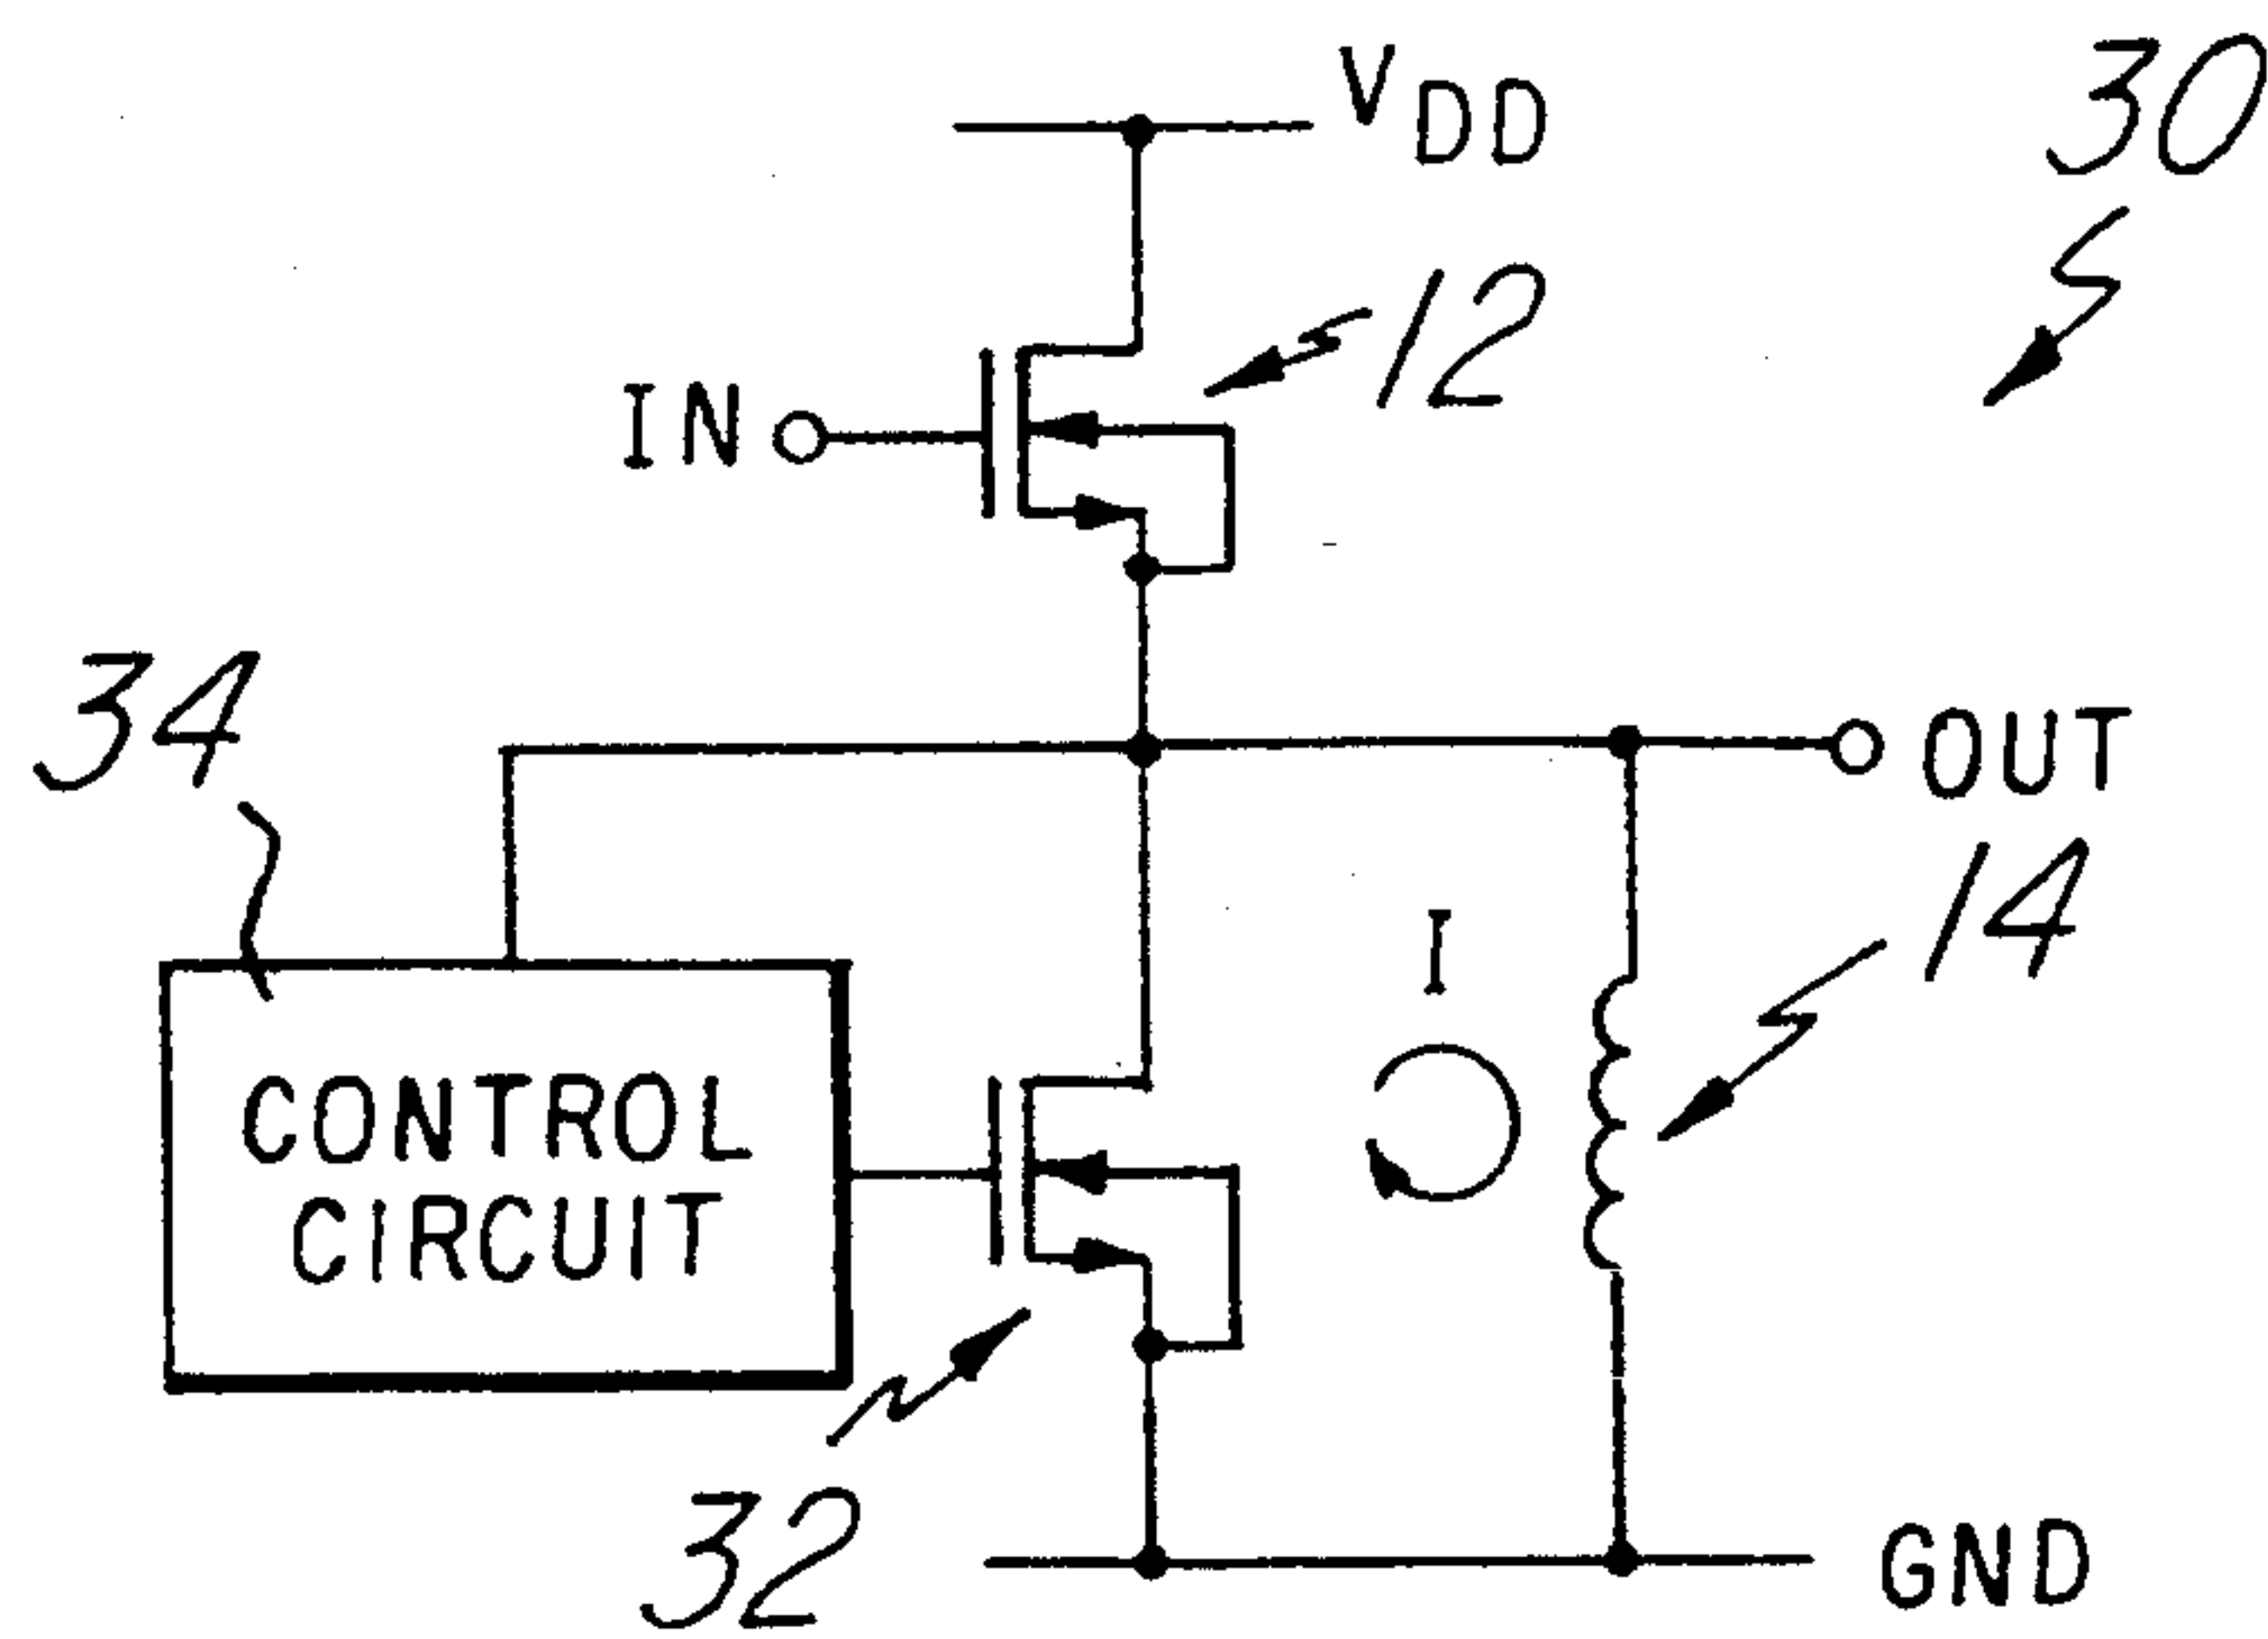 VDD
30
12
IN
34
OUT
14
I
CONTROL
CIRCUIT
32
GND